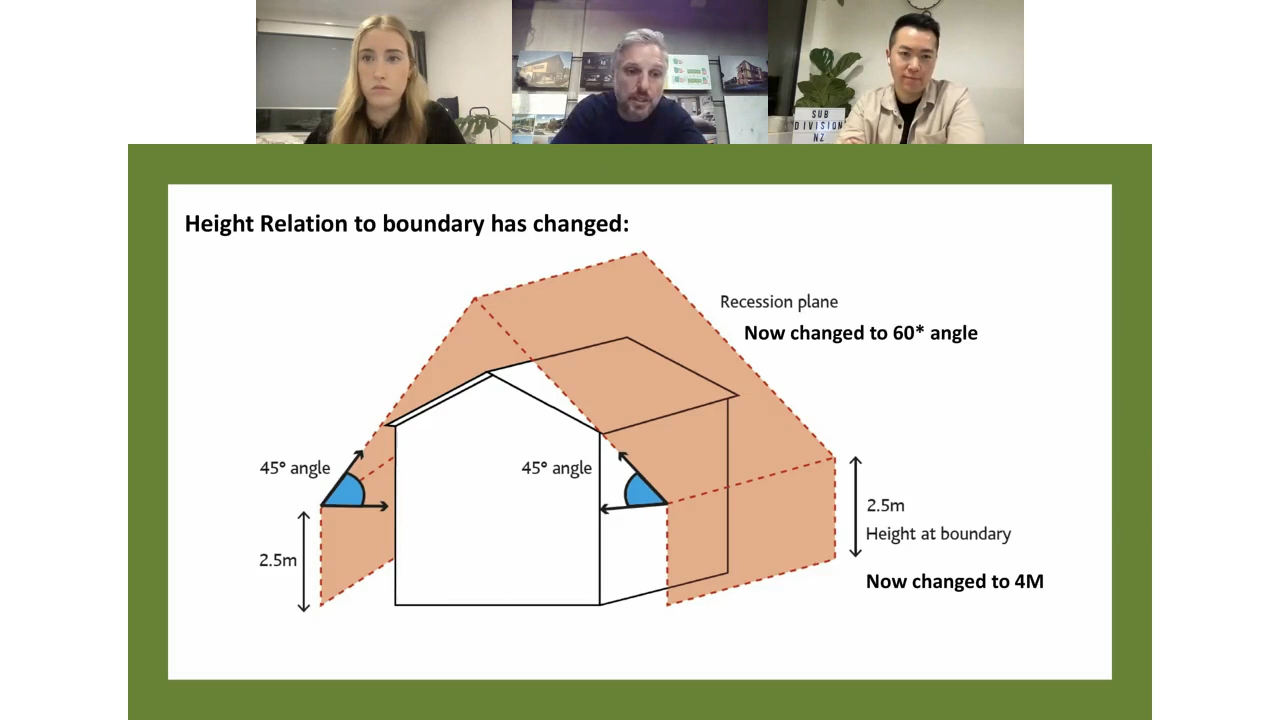 SUB
DIVISION
NZ
Height Relation to boundary has changed:
Recession plane
Now changed to 60* angle
45° angle
45° angle
2.5m
2.5m
Height at boundary
Now changed to 4M